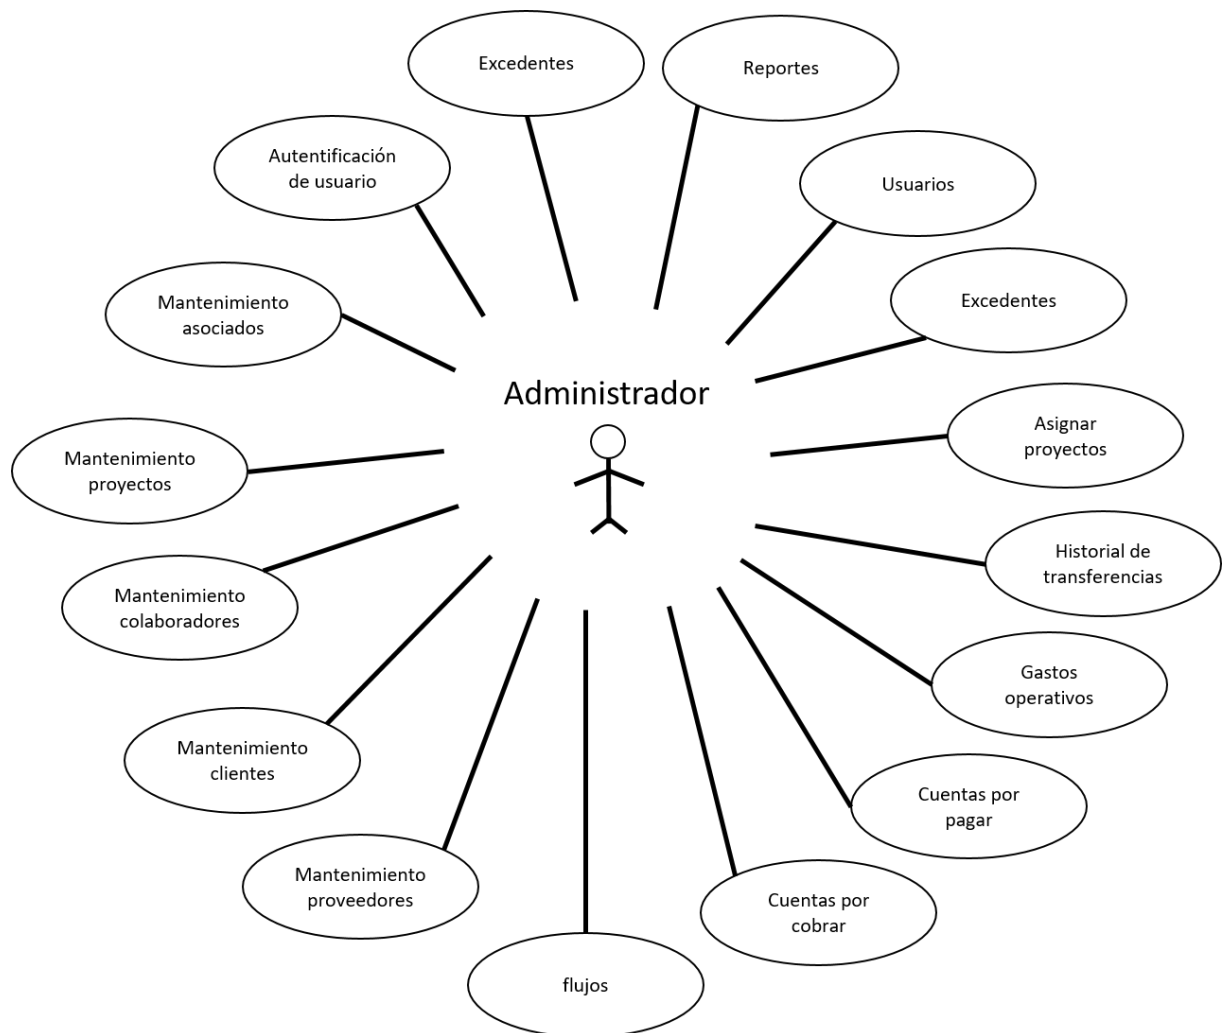 Excedentes
Reportes
Autentificación
de usuario
Usuarios
Mantenimiento
asociados
Excedentes
Administrador
Asignar
proyectos
Mantenimiento
proyectos
Historial de
transferencias
Mantenimiento
colaboradores
Gastos
operativos
Mantenimiento
clientes
Cuentas por
pagar
Mantenimiento
proveedores
Cuentas por
cobrar
flujos